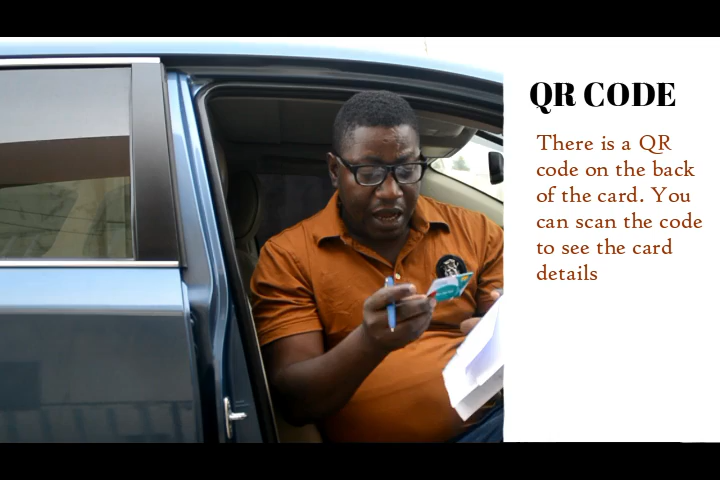 QR CODE
There is a QR
code on the back
of the card. You
can scan the code
to see the card
details